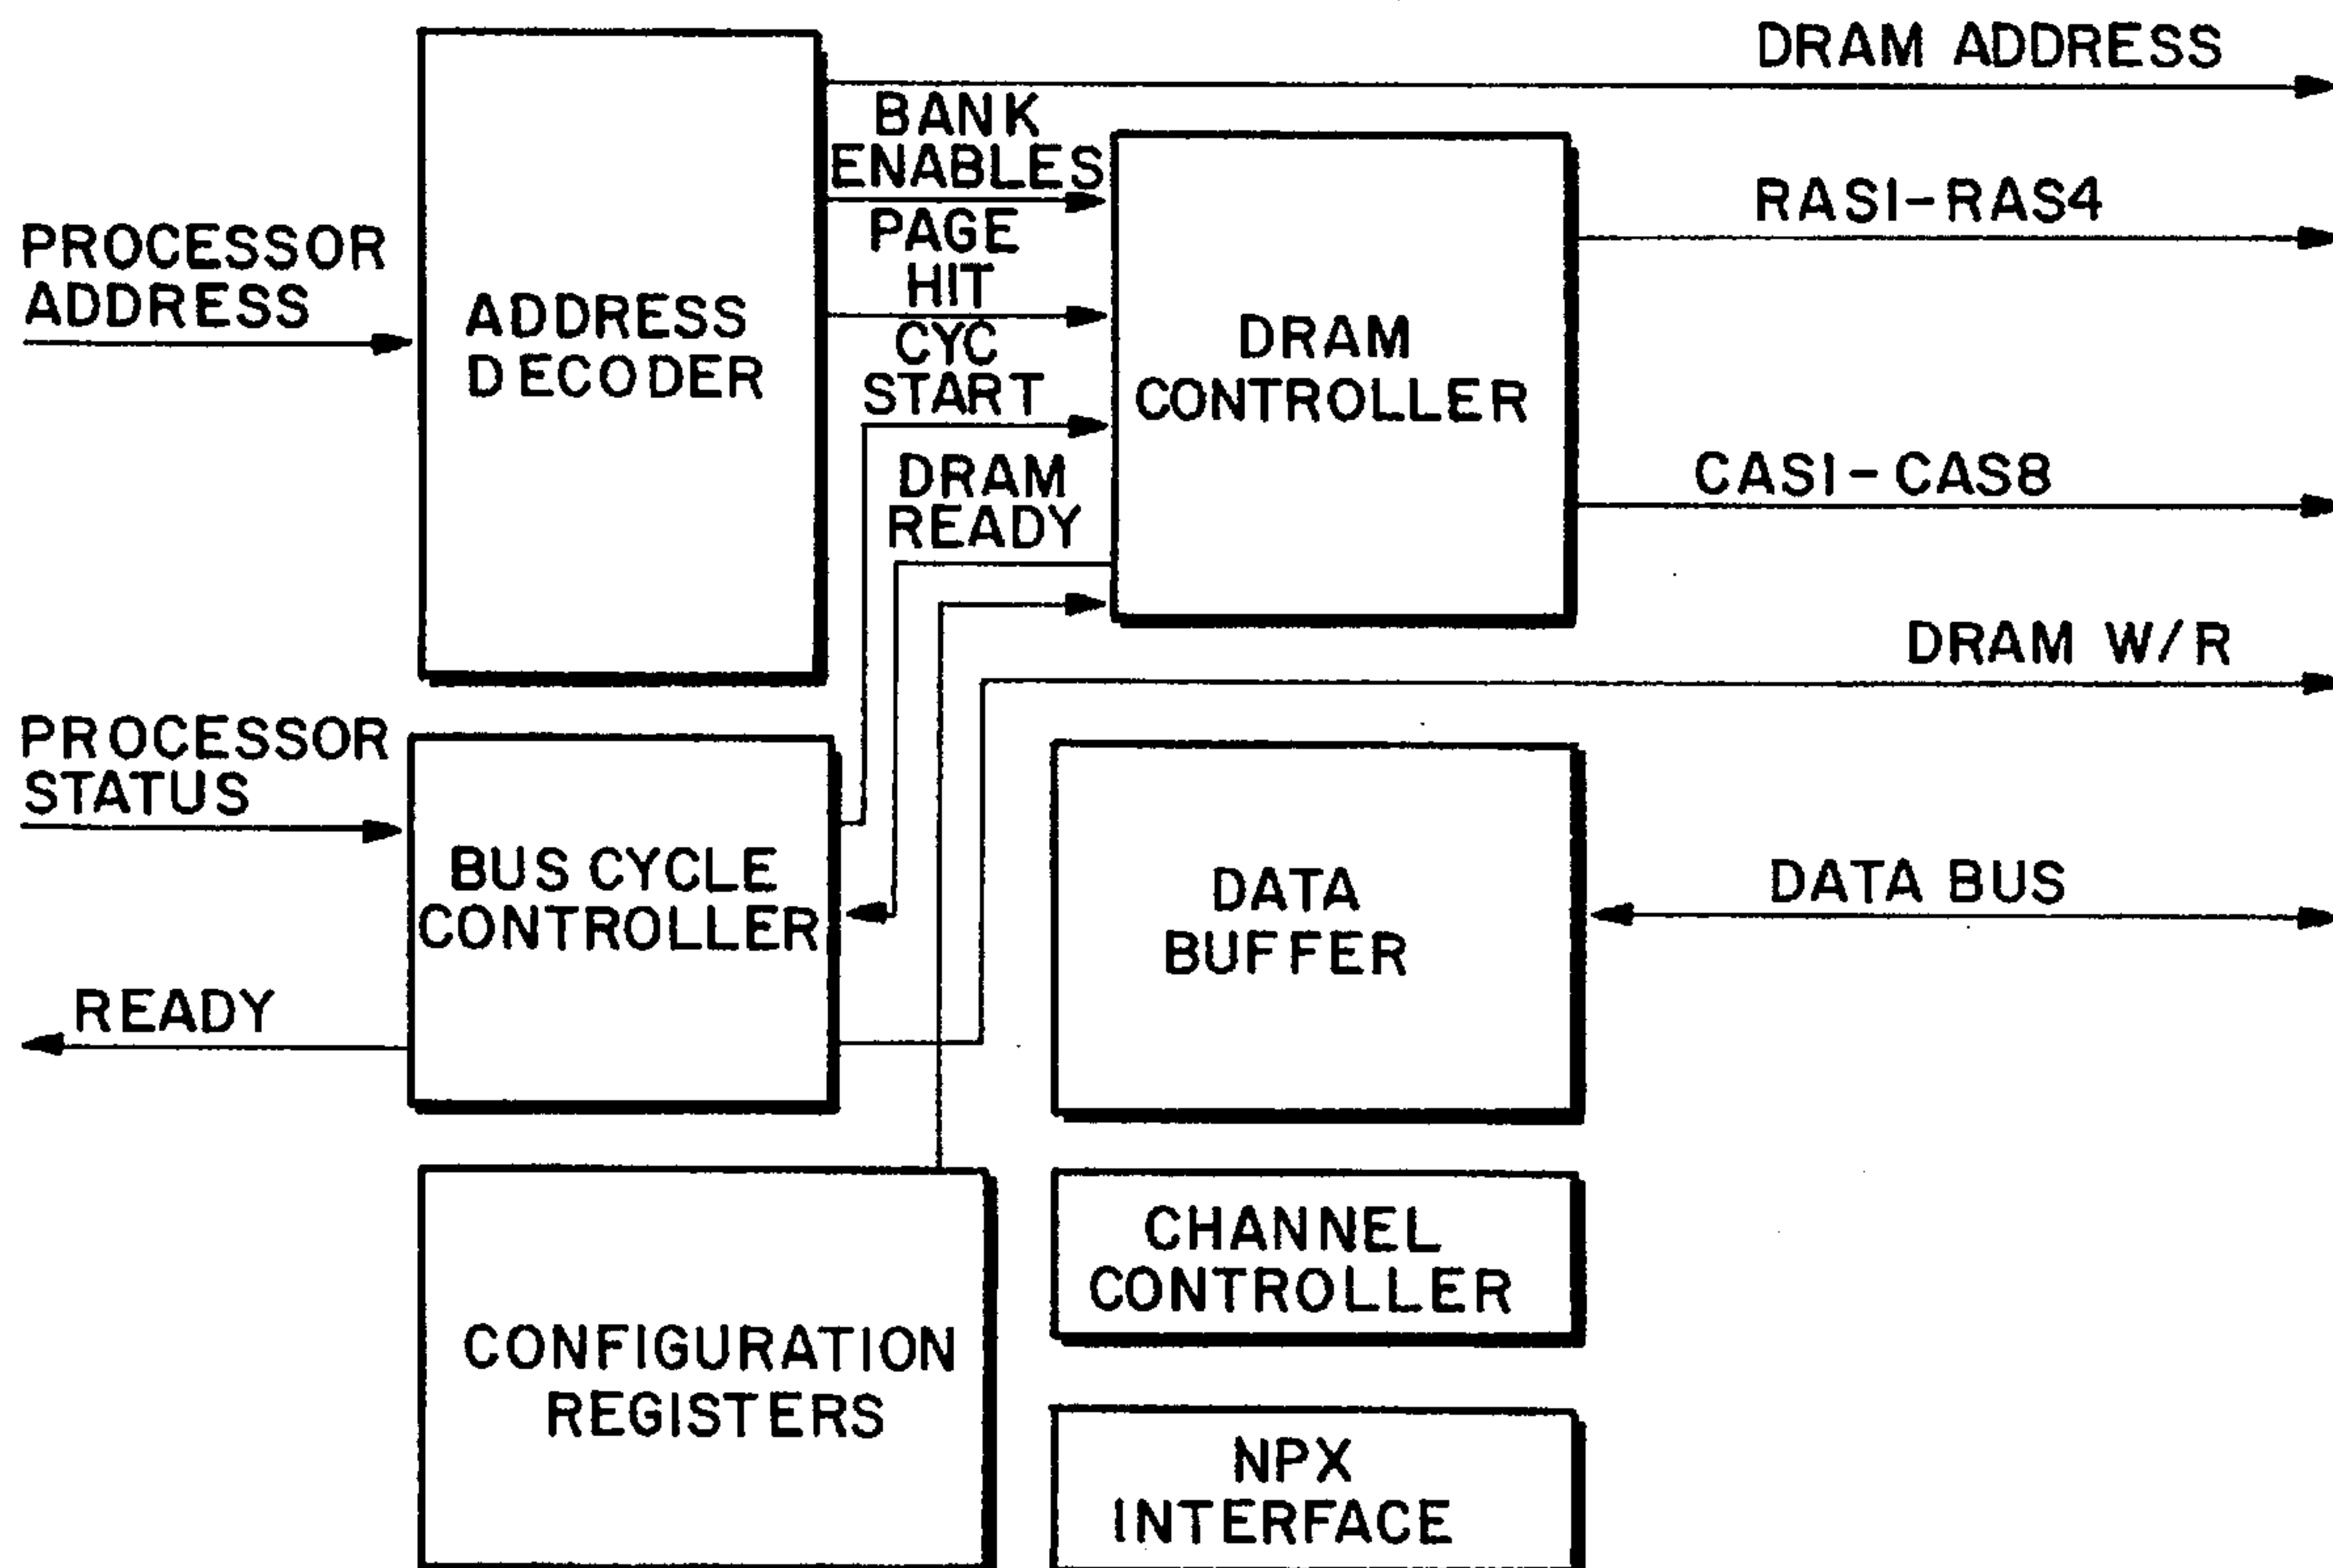 DRAM ADDRESS
BANK
ENABLES
RAS1-RAS4
PROCESSOR
ADDRESS
PAGE
HIT
ADDRESS
DECODER
CYC
START
DRAM
CONTROLLER
DRAM
READY
CAS1-CAS8
DRAM W/R
PROCESSOR
STATUS
BUS CYCLE
CONTROLLER
DATA
BUFFER
DATA BUS
READY
CHANNEL
CONTROLLER
CONFIGURATION
REGISTERS
NPX
INTERFACE